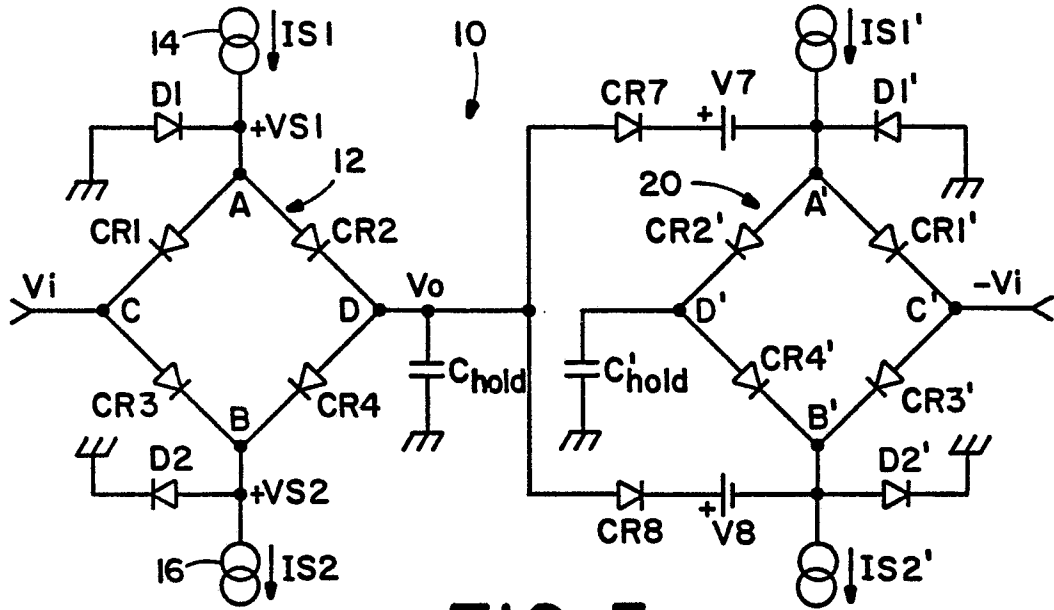 14 IS1 10 IS1'
D1 CR7 V7 D1'
+VS1 +
12 20
A A'
CR1 CR2 CR2' CR1'
Vi C D Vo D' C' -Vi
Chold C'hold
CR3 CR4 CR4' CR3'
B B'
D2 D2'
+VS2 +
CR8 V8
16 IS2 IS2'